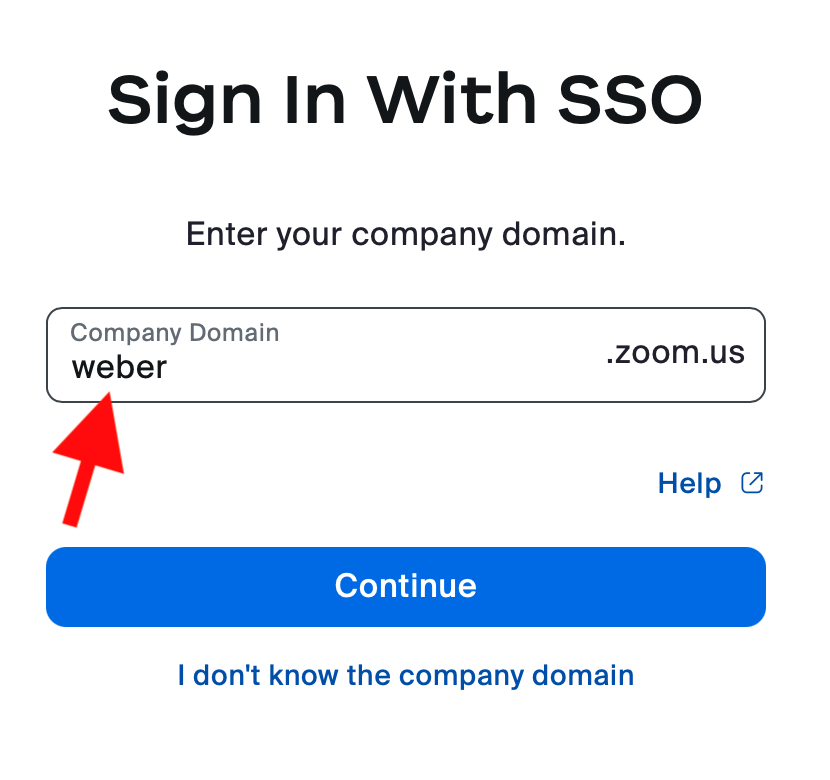 Sign In With SSO
Enter your company domain.
Company Domain
weber .zoom.us
Help
Continue
I don't know the company domain